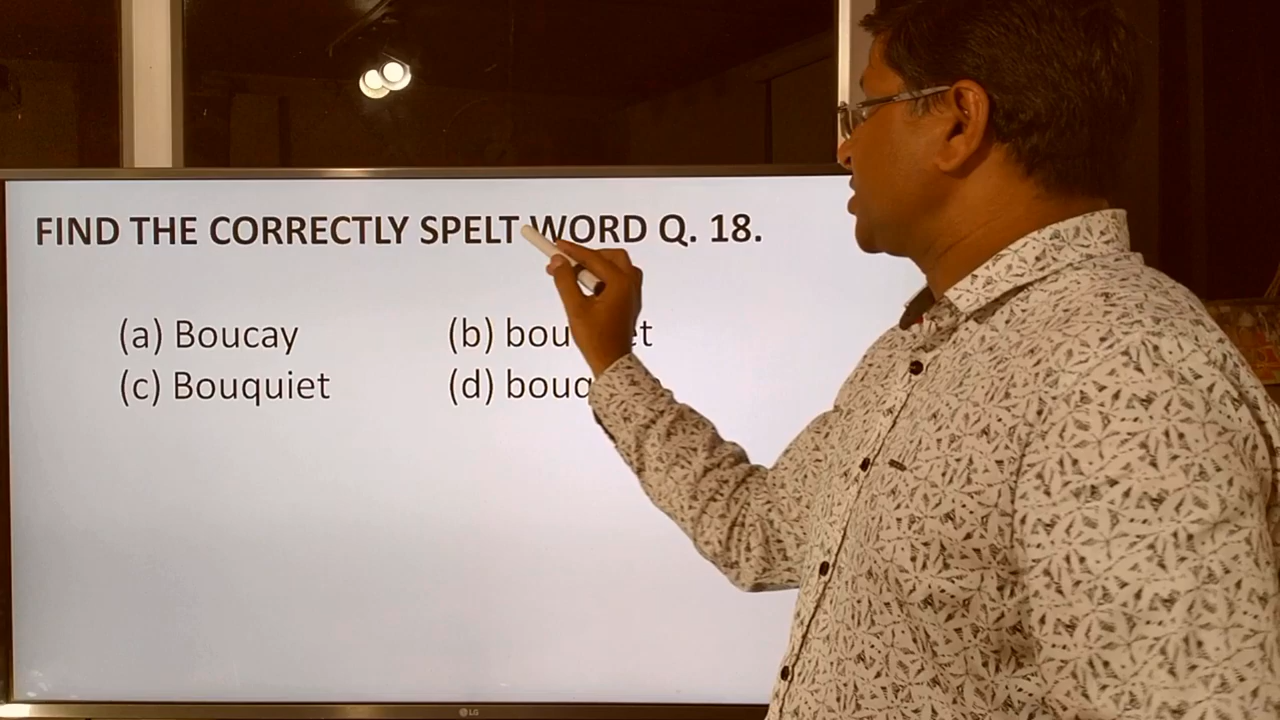 FIND THE CORRECTLY SPELT WORD Q. 18.
(a) Boucay (b)
(c) Bouquiet (d)
LG